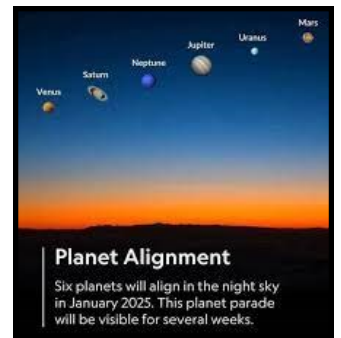 Mars
Uranus
Jupiter
Neptune
Saturn
Venus
Planet Alignment
Six planets will align in the night sky
in January 2025. This planet parade
will be visible for several weeks.